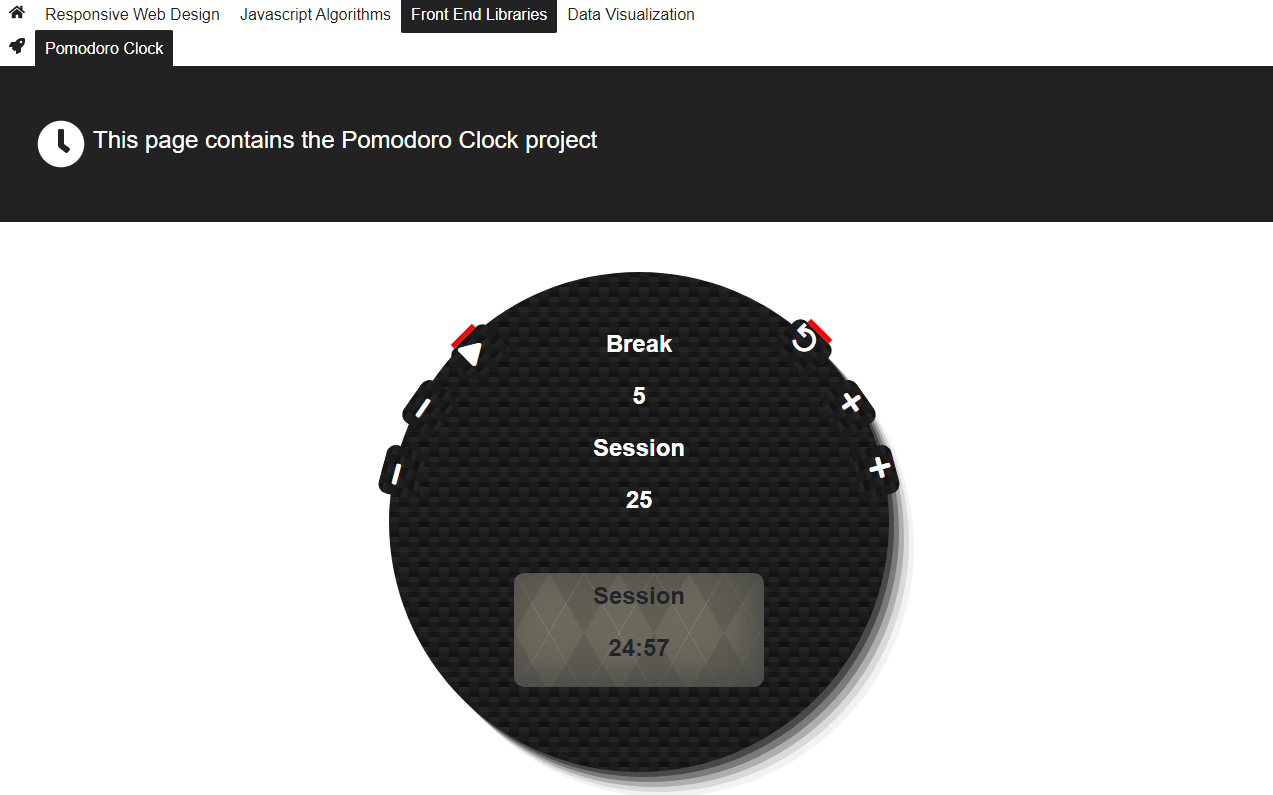 Responsive Web Design Javascript Algorithms Front End Libraries Data Visualization
Pomodoro Clock
This page contains the Pomodoro Clock project
Break
5
Session
25
Session
24:57